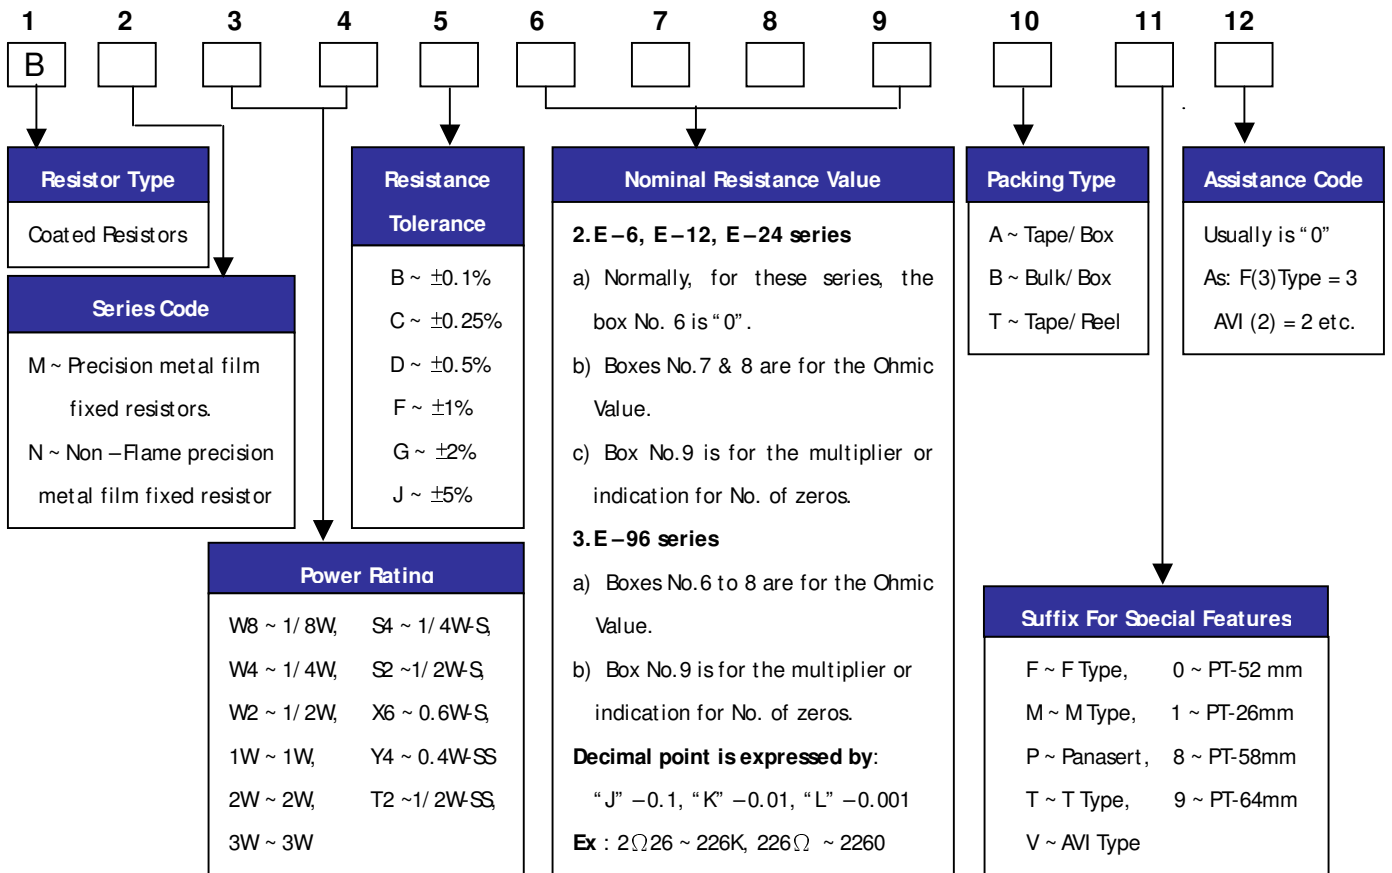 1 2 3 4 5 6 7 8 9 10 11 12
B
Resistor Type
Coated Resistors
Series Code
M ~ Precision metal film
fixed resistors.
N ~ Non –Flame precision
metal film fixed resistor
Power Rating
W8 ~ 1/8W, S4 ~ 1/4W-S,
W4 ~ 1/4W, S2 ~1/2W-S,
W2 ~ 1/2W, X6 ~ 0.6W-S,
1W ~ 1W, Y4 ~ 0.4W-SS
2W ~ 2W, T2 ~1/2W-SS,
3W ~ 3W
Resistance
Tolerance
B ~ ±0.1%
C ~ ±0.25%
D ~ ±0.5%
F ~ ±1%
G ~ ±2%
J ~ ±5%
Nominal Resistance Value
2.E–6, E–12, E–24 series
a) Normally, for these series, the
box No. 6 is “0”.
b) Boxes No.7 & 8 are for the Ohmic
Value.
c) Box No.9 is for the multiplier or
indication for No. of zeros.
3.E–96 series
a) Boxes No.6 to 8 are for the Ohmic
Value.
b) Box No.9 is for the multiplier or
indication for No. of zeros.
Decimal point is expressed by:
“J” –0.1, “K” –0.01, “L” –0.001
Ex : 2Ω26 ~ 226K, 226Ω ~ 2260
Packing Type
A ~ Tape/Box
B ~ Bulk/Box
T ~ Tape/Reel
Suffix For Special Features
F ~ F Type, 0 ~ PT-52 mm
M ~ M Type, 1 ~ PT-26mm
P ~ Panasert, 8 ~ PT-58mm
T ~ T Type, 9 ~ PT-64mm
V ~ AVI Type
Assistance Code
Usually is “0”
As: F(3)Type = 3
AVI (2) = 2 etc.